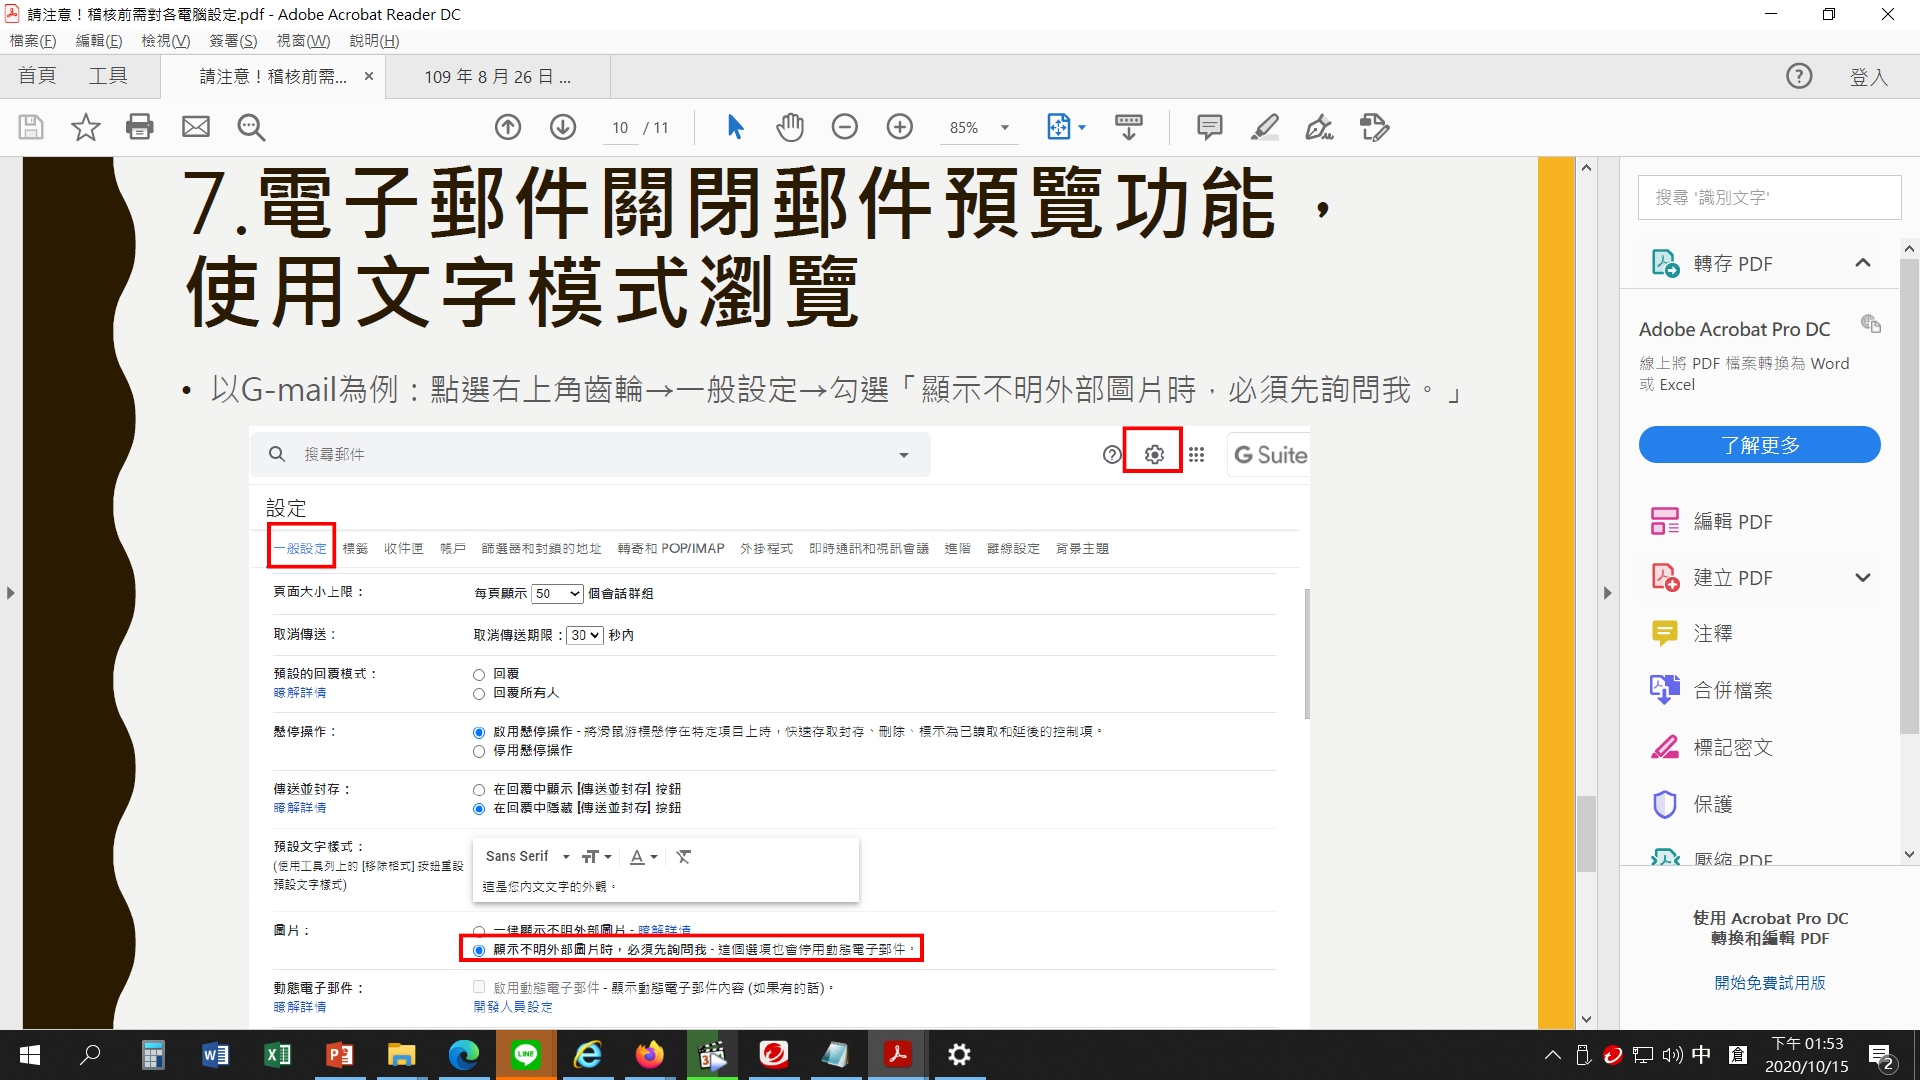 請注意！稽核前需對各電腦設定.pdf - Adobe Acrobat Reader DC
檔案(F) 編輯(E) 檢視(V) 簽署(S) 視窗(W) 說明(H)
首頁 工具 請注意！稽核前需... × 109 年 8 月 26 日 ... 登入
10 / 11 85%
7.電子郵件關閉郵件預覽功能，
使用文字模式瀏覽
• 以G-mail為例：點選右上角齒輪→一般設定→勾選「顯示不明外部圖片時，必須先詢問我。」
搜尋郵件 G Suite
設定
一般設定 標籤 收件匣 帳戶 篩選器和封鎖的地址 轉寄和 POP/IMAP 外掛程式 即時通訊和視訊會議 進階 離線設定 背景主題
頁面大小上限： 每頁顯示 50 個會話群組
取消傳送： 取消傳送期限：30 秒內
預設的回覆模式： 回覆
瞭解詳情 回覆所有人
懸停操作： 啟用懸停操作 - 將滑鼠游標懸停在特定項目上時，快速存取封存、刪除、標示為已讀取和延後的控制項。
停用懸停操作
傳送並封存： 在回覆中顯示 [傳送並封存] 按鈕
瞭解詳情 在回覆中隱藏 [傳送並封存] 按鈕
預設文字樣式： Sans Serif
(使用工具列上的 [移除格式] 按鈕重設
預設文字樣式) 這是您內文文字的外觀。
圖片： 一律顯示不明外部圖片 - 瞭解詳情
顯示不明外部圖片時，必須先詢問我 - 這個選項也會停用動態電子郵件。
動態電子郵件： 啟用動態電子郵件 - 顯示動態電子郵件內容 (如果有的話)。
瞭解詳情 開發人員設定
搜尋 '識別文字'
轉存 PDF
Adobe Acrobat Pro DC
線上將 PDF 檔案轉換為 Word
或 Excel
了解更多
編輯 PDF
建立 PDF
注釋
合併檔案
標記密文
保護
壓縮 PDF
使用 Acrobat Pro DC
轉換和編輯 PDF
開始免費試用版
中 倉 下午 01:53
2020/10/15 2